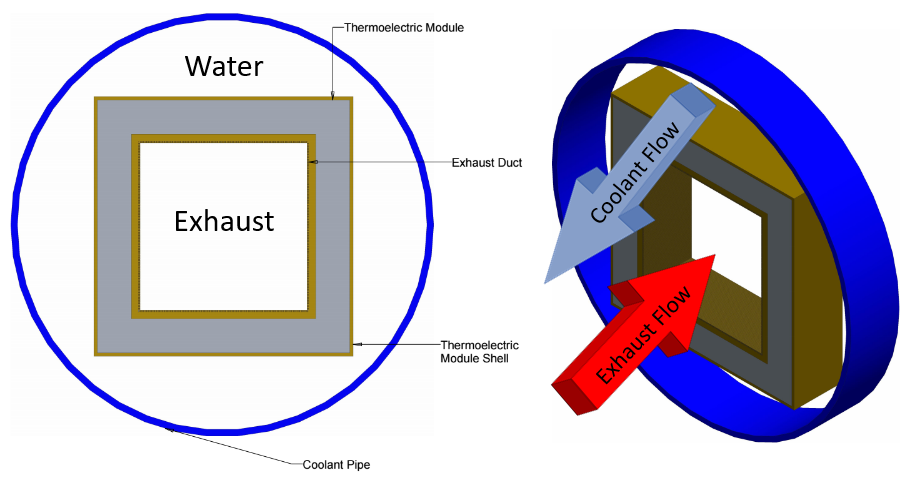 Thermoelectric Module
Water
Exhaust Duct
Exhaust
Thermoelectric
Module Shell
Coolant Pipe
Coolant Flow
Exhaust Flow